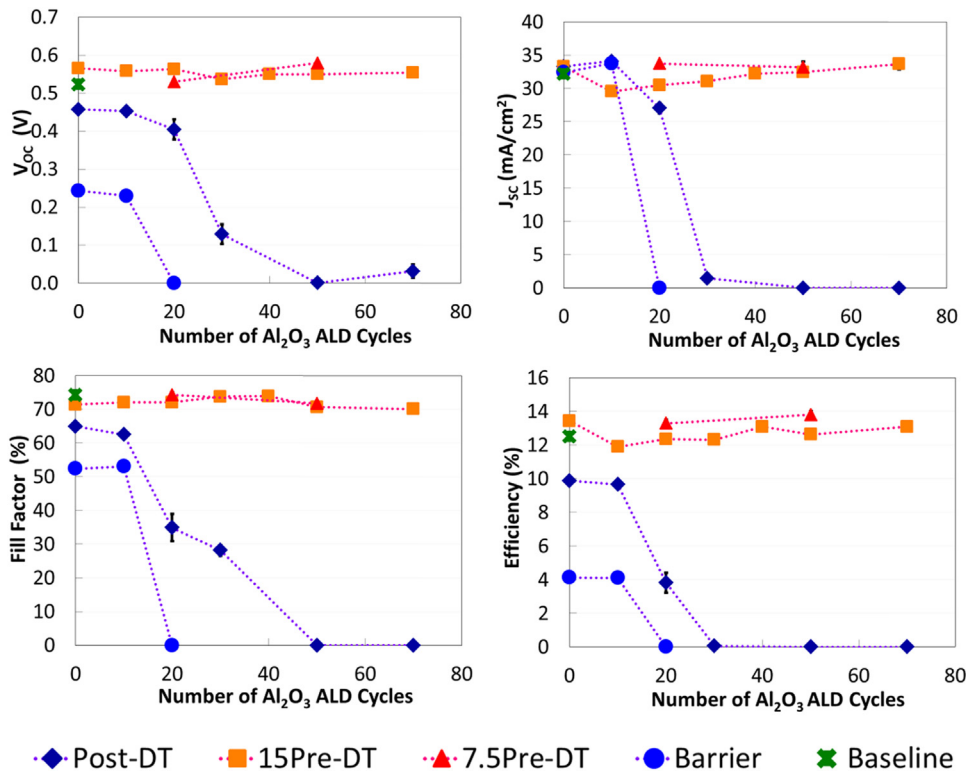 0.7
0.6
0.5
0.4
0.3
0.2
0.1
0.0
V_OC (V)
0 20 40 60 80
Number of Al₂O₃ ALD Cycles
40
35
30
25
20
15
10
5
0
J_SC (mA/cm²)
0 20 40 60 80
Number of Al₂O₃ ALD Cycles
80
70
60
50
40
30
20
10
0
Fill Factor (%)
0 20 40 60 80
Number of Al₂O₃ ALD Cycles
16
14
12
10
8
6
4
2
0
Efficiency (%)
0 20 40 60 80
Number of Al₂O₃ ALD Cycles
Post-DT 15Pre-DT 7.5Pre-DT Barrier Baseline